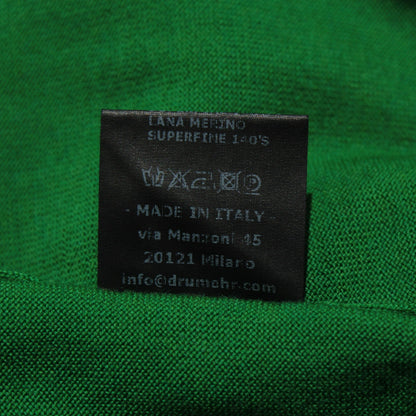 LANA MERINO
SUPERFINE 140'S
- MADE IN ITALY -
via Manzoni 45
20121 Milano
info@drumohr.com